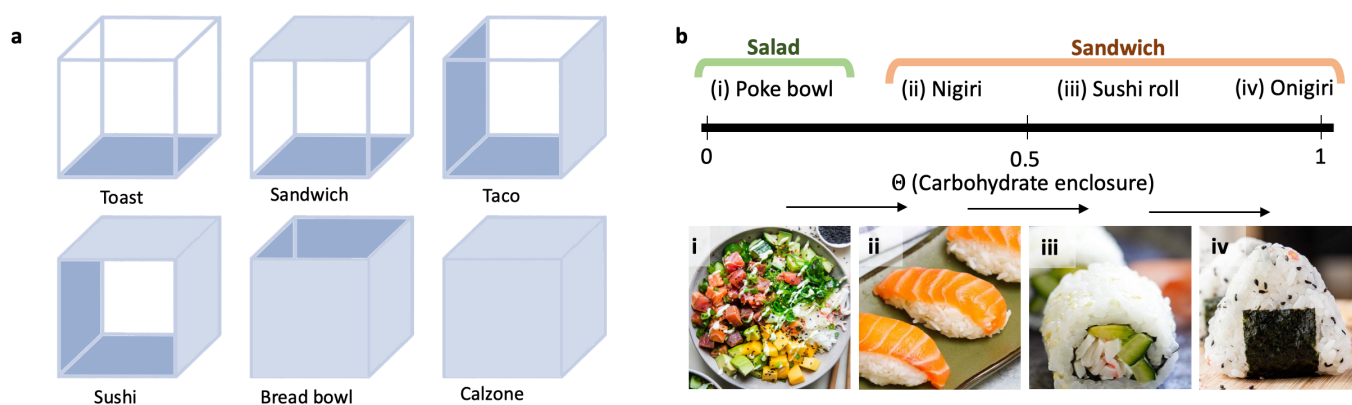 a
Toast
Sandwich
Taco
Sushi
Bread bowl
Calzone
b
Salad
Sandwich
(i) Poke bowl
(ii) Nigiri
(iii) Sushi roll
(iv) Onigiri
0
0.5
1
Θ (Carbohydrate enclosure)
i
ii
iii
iv